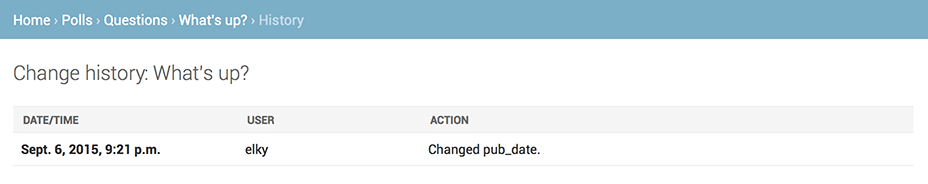 Home › Polls › Questions › What's up? › History
Change history: What's up?
DATE/TIME USER ACTION
Sept. 6, 2015, 9:21 p.m. elky Changed pub_date.